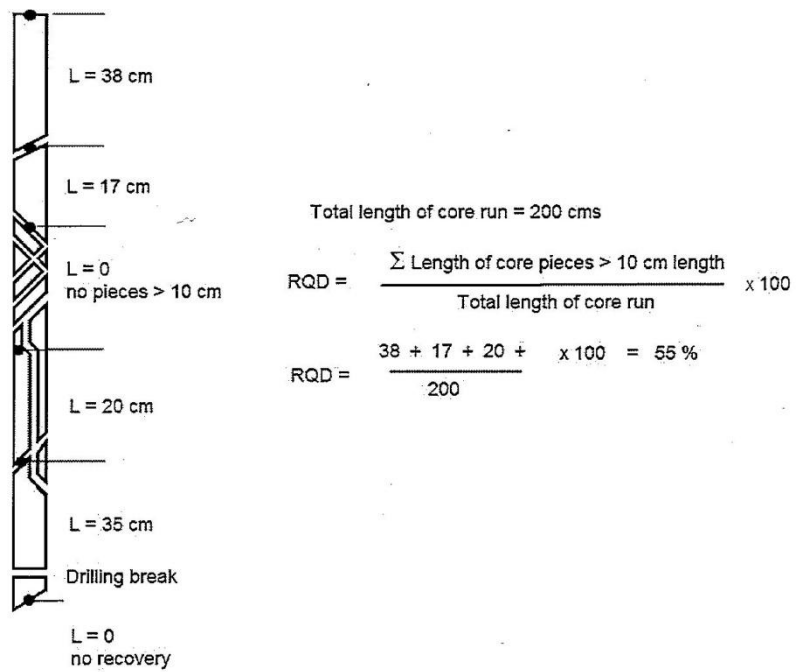 L = 38 cm
L = 17 cm
L = 0
no pieces > 10 cm
L = 20 cm
L = 35 cm
Drilling break
L = 0
no recovery
Total length of core run = 200 cms
RQD = Σ Length of core pieces > 10 cm length x 100
Total length of core run
RQD = 38 + 17 + 20 + x 100 = 55 %
200